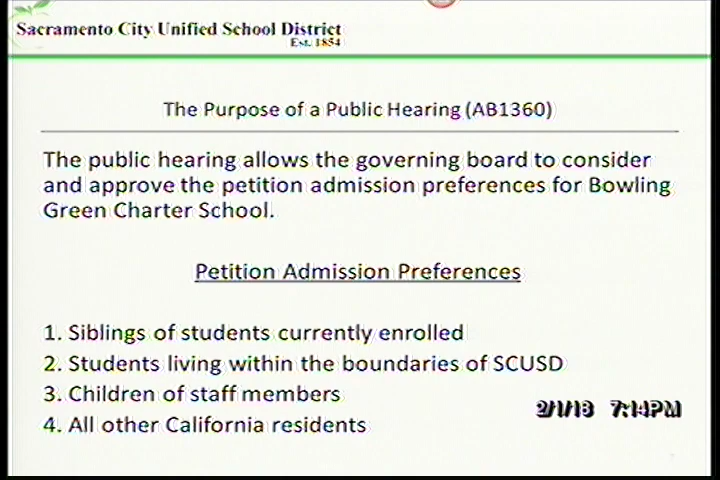 Sacramento City Unified School District
Est. 1854
The Purpose of a Public Hearing (AB1360)
The public hearing allows the governing board to consider
and approve the petition admission preferences for Bowling
Green Charter School.
Petition Admission Preferences
1. Siblings of students currently enrolled
2. Students living within the boundaries of SCUSD
3. Children of staff members
4. All other California residents
2/1/18 7:14PM